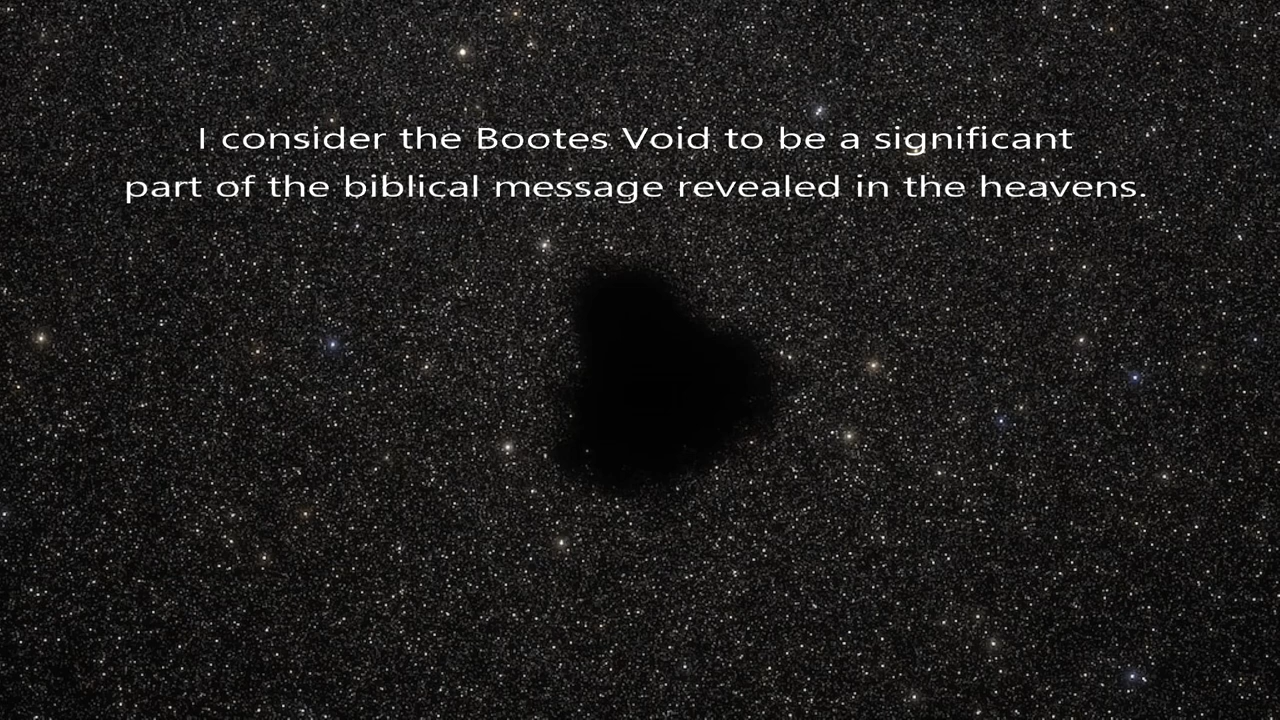 I consider the Bootes Void to be a significant
part of the biblical message revealed in the heavens.